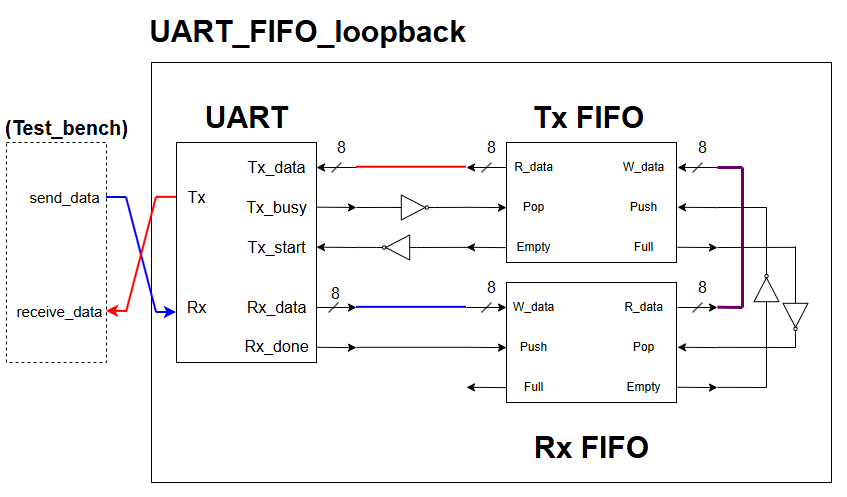 UART_FIFO_loopback
(Test_bench)
send_data
receive_data
UART
Tx
Rx
Tx_data
Tx_busy
Tx_start
Rx_data
Rx_done
8
8
8
8
Tx FIFO
R_data
Pop
Empty
W_data
Push
Full
8
W_data
Push
Full
R_data
Pop
Empty
8
Rx FIFO